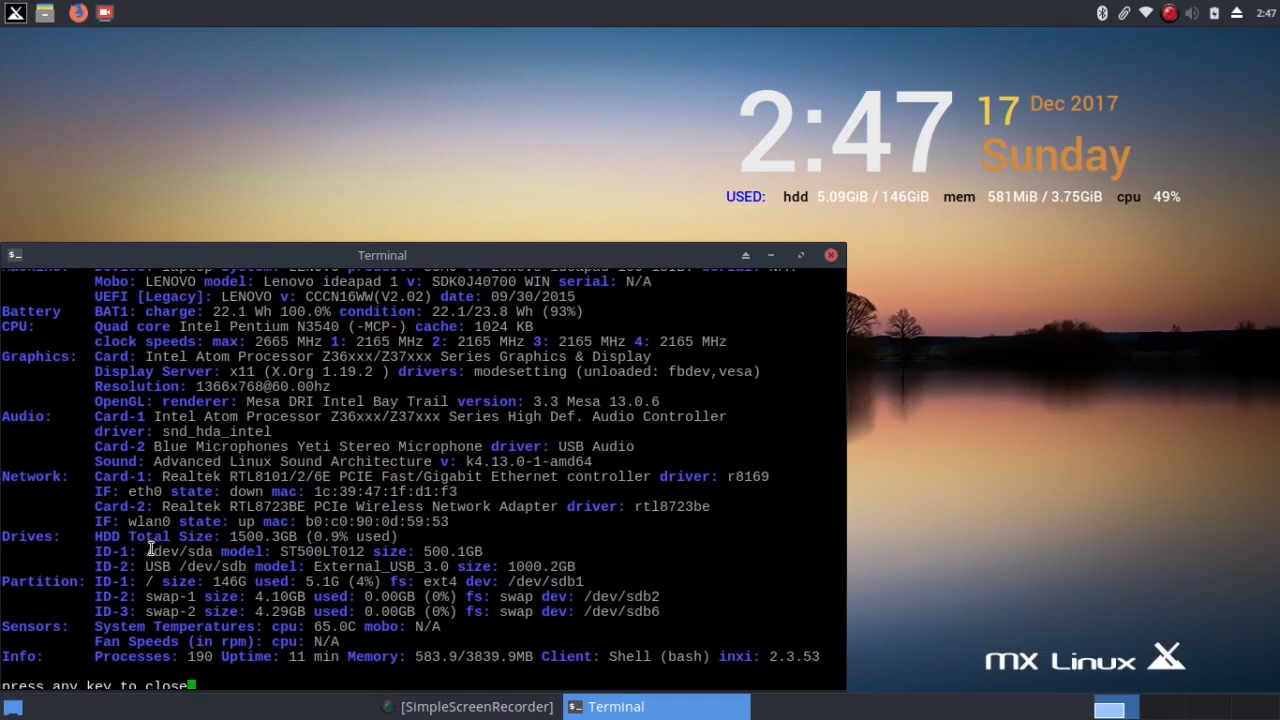 2:47
2:47
17 Dec 2017
Sunday
USED: hdd 5.09GiB / 146GiB mem 581MiB / 3.75GiB cpu 49%
Terminal
Mobo: LENOVO model: Lenovo ideapad 1 v: SDK0J40700 WIN serial: N/A
UEFI [Legacy]: LENOVO v: CCCN16WW(V2.02) date: 09/30/2015
Battery BAT1: charge: 22.1 Wh 100.0% condition: 22.1/23.8 Wh (93%)
CPU: Quad core Intel Pentium N3540 (-MCP-) cache: 1024 KB
clock speeds: max: 2665 MHz 1: 2165 MHz 2: 2165 MHz 3: 2165 MHz 4: 2165 MHz
Graphics: Card: Intel Atom Processor Z36xxx/Z37xxx Series Graphics & Display
Display Server: x11 (X.Org 1.19.2 ) drivers: modesetting (unloaded: fbdev,vesa)
Resolution: 1366x768@60.00hz
OpenGL: renderer: Mesa DRI Intel Bay Trail version: 3.3 Mesa 13.0.6
Audio: Card-1 Intel Atom Processor Z36xxx/Z37xxx Series High Def. Audio Controller
driver: snd_hda_intel
Card-2 Blue Microphones Yeti Stereo Microphone driver: USB Audio
Sound: Advanced Linux Sound Architecture v: k4.13.0-1-amd64
Network: Card-1: Realtek RTL8101/2/6E PCIE Fast/Gigabit Ethernet controller driver: r8169
IF: eth0 state: down mac: 1c:39:47:1f:d1:f3
Card-2: Realtek RTL8723BE PCIe Wireless Network Adapter driver: rtl8723be
IF: wlan0 state: up mac: b0:c0:90:0d:59:53
Drives: HDD Total Size: 1500.3GB (0.9% used)
ID-1: /dev/sda model: ST500LT012 size: 500.1GB
ID-2: USB /dev/sdb model: External_USB_3.0 size: 1000.2GB
Partition: ID-1: / size: 146G used: 5.1G (4%) fs: ext4 dev: /dev/sdb1
ID-2: swap-1 size: 4.10GB used: 0.00GB (0%) fs: swap dev: /dev/sdb2
ID-3: swap-2 size: 4.29GB used: 0.00GB (0%) fs: swap dev: /dev/sdb6
Sensors: System Temperatures: cpu: 65.0C mobo: N/A
Fan Speeds (in rpm): cpu: N/A
Info: Processes: 190 Uptime: 11 min Memory: 583.9/3839.9MB Client: Shell (bash) inxi: 2.3.53
press any key to close
MX Linux
[SimpleScreenRecorder]
Terminal